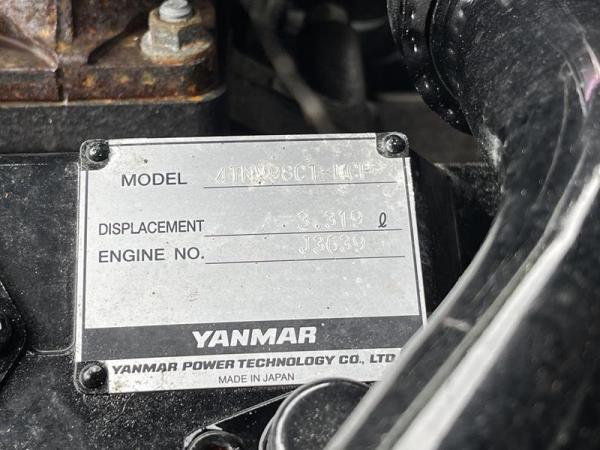 MODEL
DISPLACEMENT 3.319 ℓ
ENGINE NO. J3639
YANMAR
YANMAR POWER TECHNOLOGY CO., LTD
MADE IN JAPAN